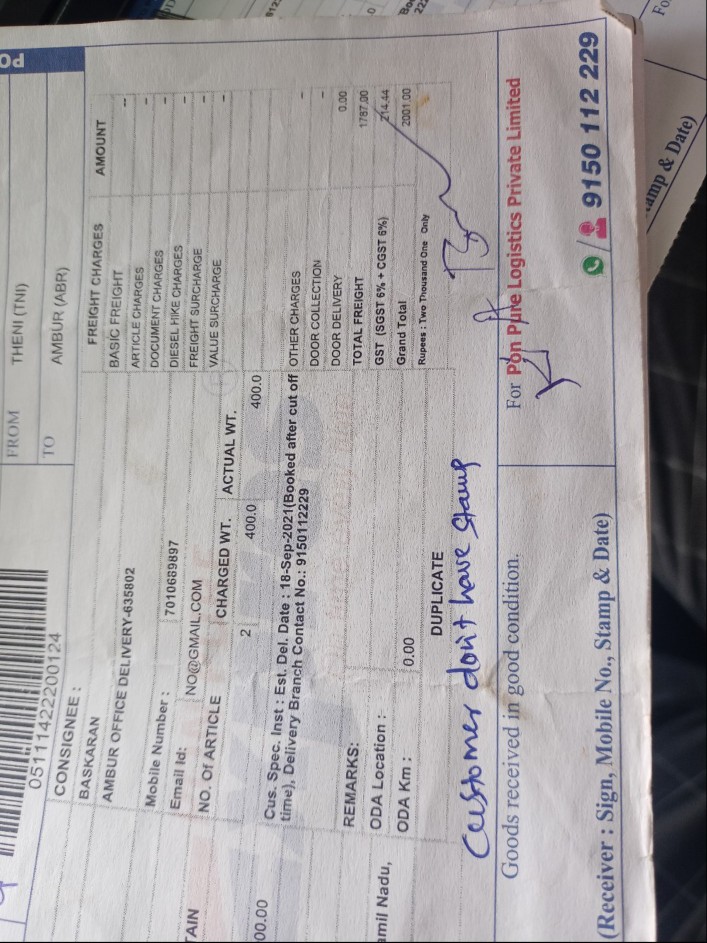 PO
FROM THENI (TNI)
TO AMBUR (ABR)
051114222200124
CONSIGNEE :
BASKARAN
AMBUR OFFICE DELIVERY-635802
Mobile Number : 7010689897
Email Id: NO@GMAIL.COM
NO. Of ARTICLE CHARGED WT. ACTUAL WT.
2 400.0 400.0
Cus. Spec. Inst : Est. Del. Date : 18-Sep-2021(Booked after cut off
time), Delivery Branch Contact No.: 9150112229
REMARKS:
ODA Location :
ODA Km : 0.00
DUPLICATE
FREIGHT CHARGES AMOUNT
BASIC FREIGHT --
ARTICLE CHARGES –
DOCUMENT CHARGES –
DIESEL HIKE CHARGES –
FREIGHT SURCHARGE –
VALUE SURCHARGE –
OTHER CHARGES –
DOOR COLLECTION –
DOOR DELIVERY 0.00
TOTAL FREIGHT 1787.00
GST (SGST 6% + CGST 6%) 214.44
Grand Total 2001.00
Rupees : Two Thousand One Only
TAIN
00.00
amil Nadu,
Customer don't have stamp
Goods received in good condition.
For Pon Pure Logistics Private Limited
(Receiver : Sign, Mobile No., Stamp & Date)
9150 112 229
tamp & Date)